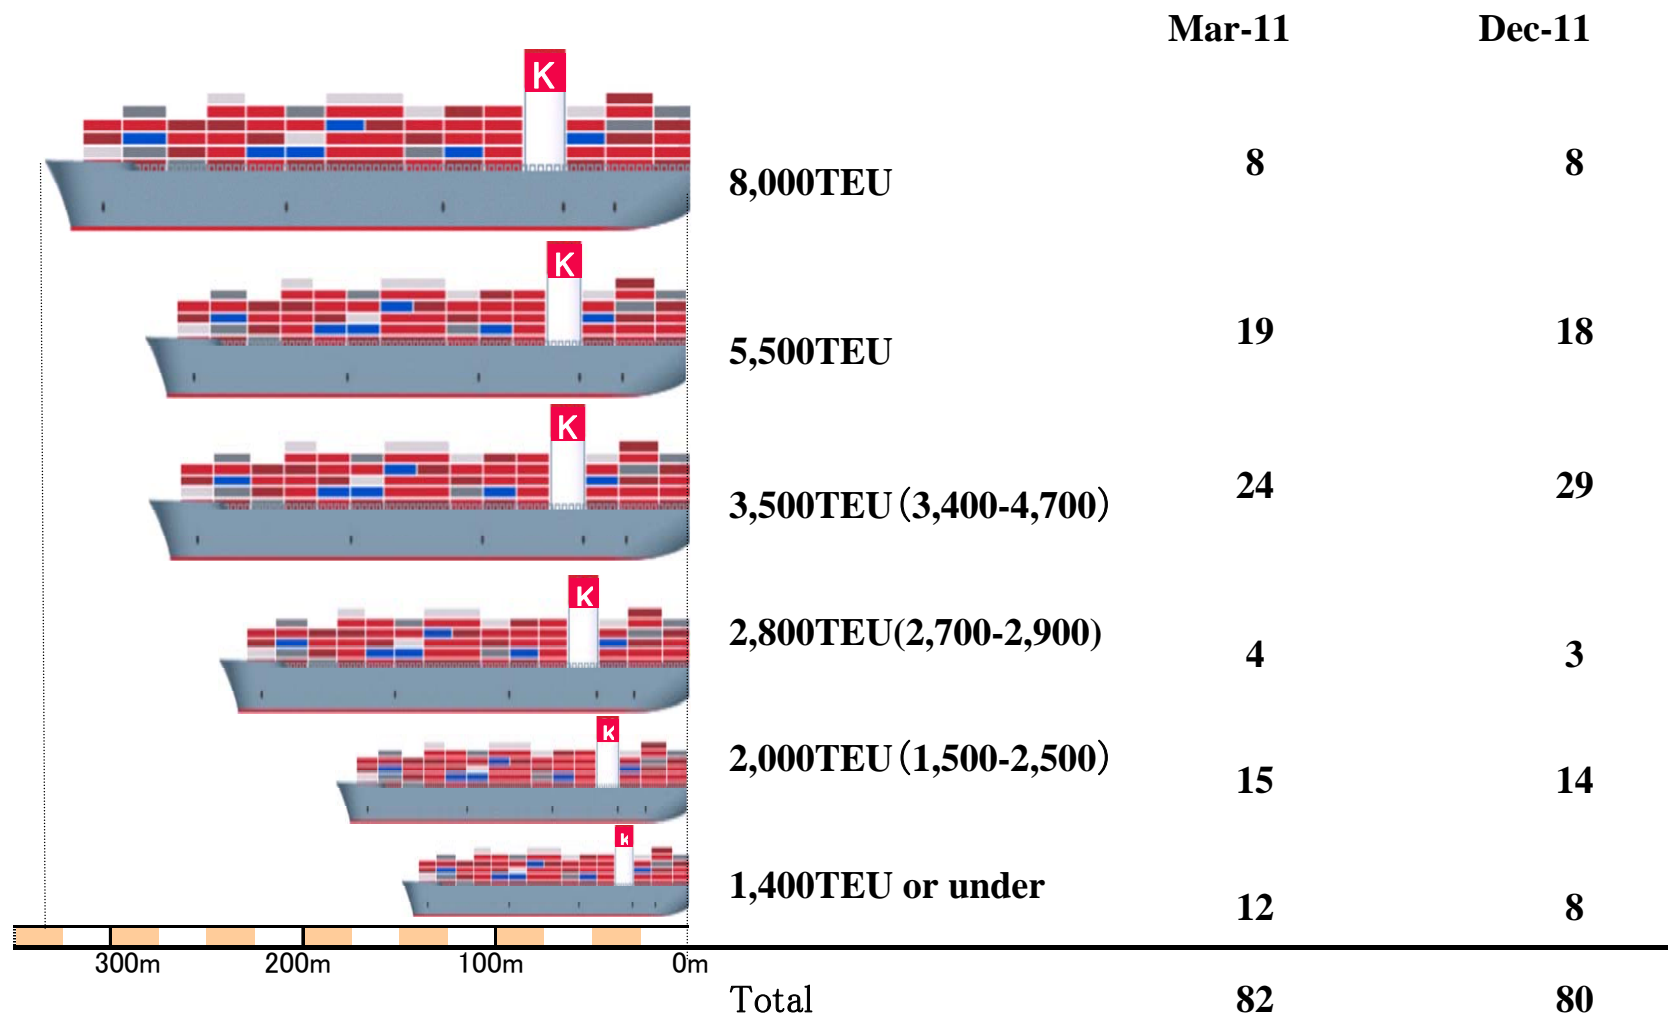 Mar-11 Dec-11
K
8,000TEU 8 8
K
5,500TEU 19 18
K
3,500TEU（3,400-4,700） 24 29
K
2,800TEU(2,700-2,900) 4 3
K
2,000TEU（1,500-2,500） 15 14
K
1,400TEU or under 12 8
300m 200m 100m 0m
Total 82 80